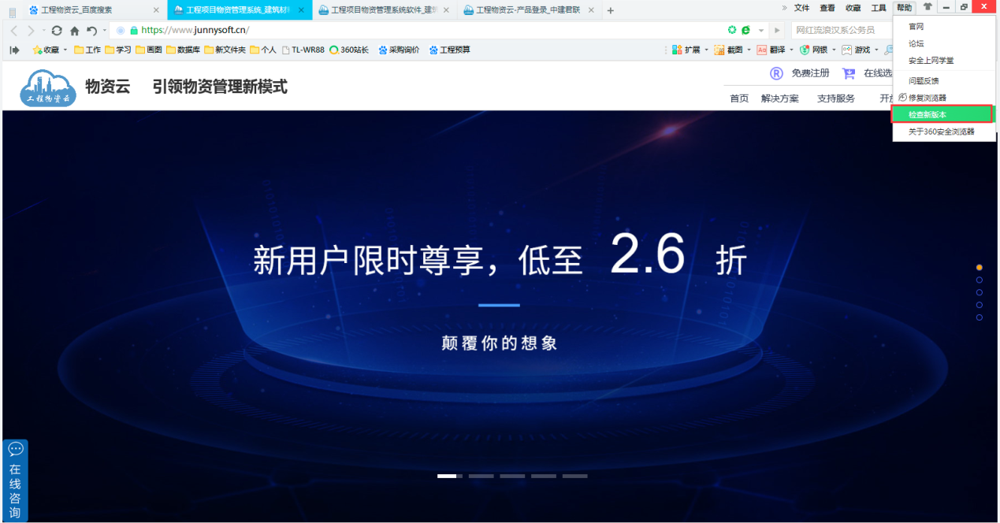 工程物资云_百度搜索
工程项目物资管理系统_建筑材料
工程项目物资管理系统软件_建筑
工程物资云-产品登录_中建君联
文件 查看 收藏 工具 帮助
https://www.junnysoft.cn/
网红流浪汉系公务员
收藏 工作 学习 画图 数据库 新文件夹 个人 TL-WR88 360站长 采购询价 工程预算
扩展 截图 翻译 网银 游戏
官网
论坛
安全上网学堂
问题反馈
修复浏览器
检查新版本
关于360安全浏览器
工程物资云
物资云 引领物资管理新模式
免费注册 在线选
首页 解决方案 支持服务
新用户限时尊享，低至 2.6 折
颠覆你的想象
在线咨询